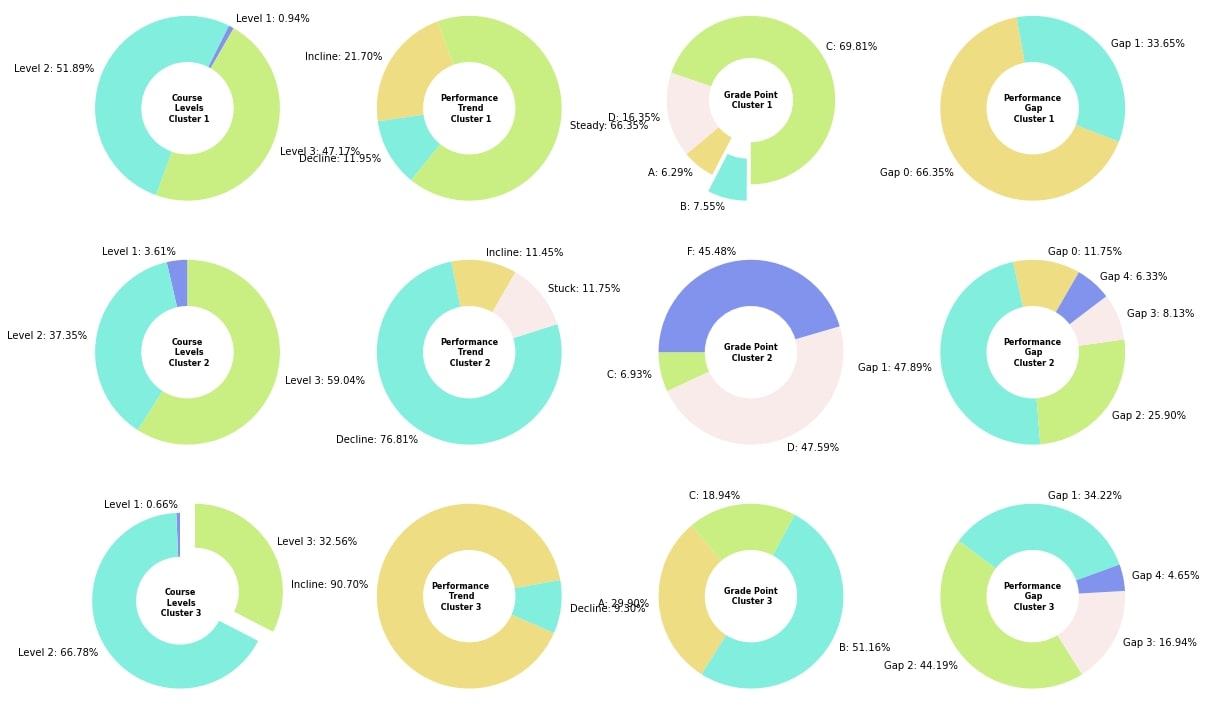 Level 1: 0.94%
Level 2: 51.89%
Course
Levels
Cluster 1
Level 3: 47.17%
Incline: 21.70%
Performance
Trend
Cluster 1
Steady: 66.35%
Decline: 11.95%
C: 69.81%
Grade Point
Cluster 1
D: 16.35%
A: 6.29%
B: 7.55%
Gap 1: 33.65%
Performance
Gap
Cluster 1
Gap 0: 66.35%
Level 1: 3.61%
Level 2: 37.35%
Course
Levels
Cluster 2
Level 3: 59.04%
Incline: 11.45%
Stuck: 11.75%
Performance
Trend
Cluster 2
Decline: 76.81%
F: 45.48%
Grade Point
Cluster 2
C: 6.93%
D: 47.59%
Gap 0: 11.75%
Gap 4: 6.33%
Gap 3: 8.13%
Performance
Gap
Cluster 2
Gap 1: 47.89%
Gap 2: 25.90%
Level 1: 0.66%
Level 3: 32.56%
Course
Levels
Cluster 3
Level 2: 66.78%
Incline: 90.70%
Performance
Trend
Cluster 3
Decline: 9.30%
C: 18.94%
Grade Point
Cluster 3
A: 29.90%
B: 51.16%
Gap 1: 34.22%
Gap 4: 4.65%
Performance
Gap
Cluster 3
Gap 3: 16.94%
Gap 2: 44.19%